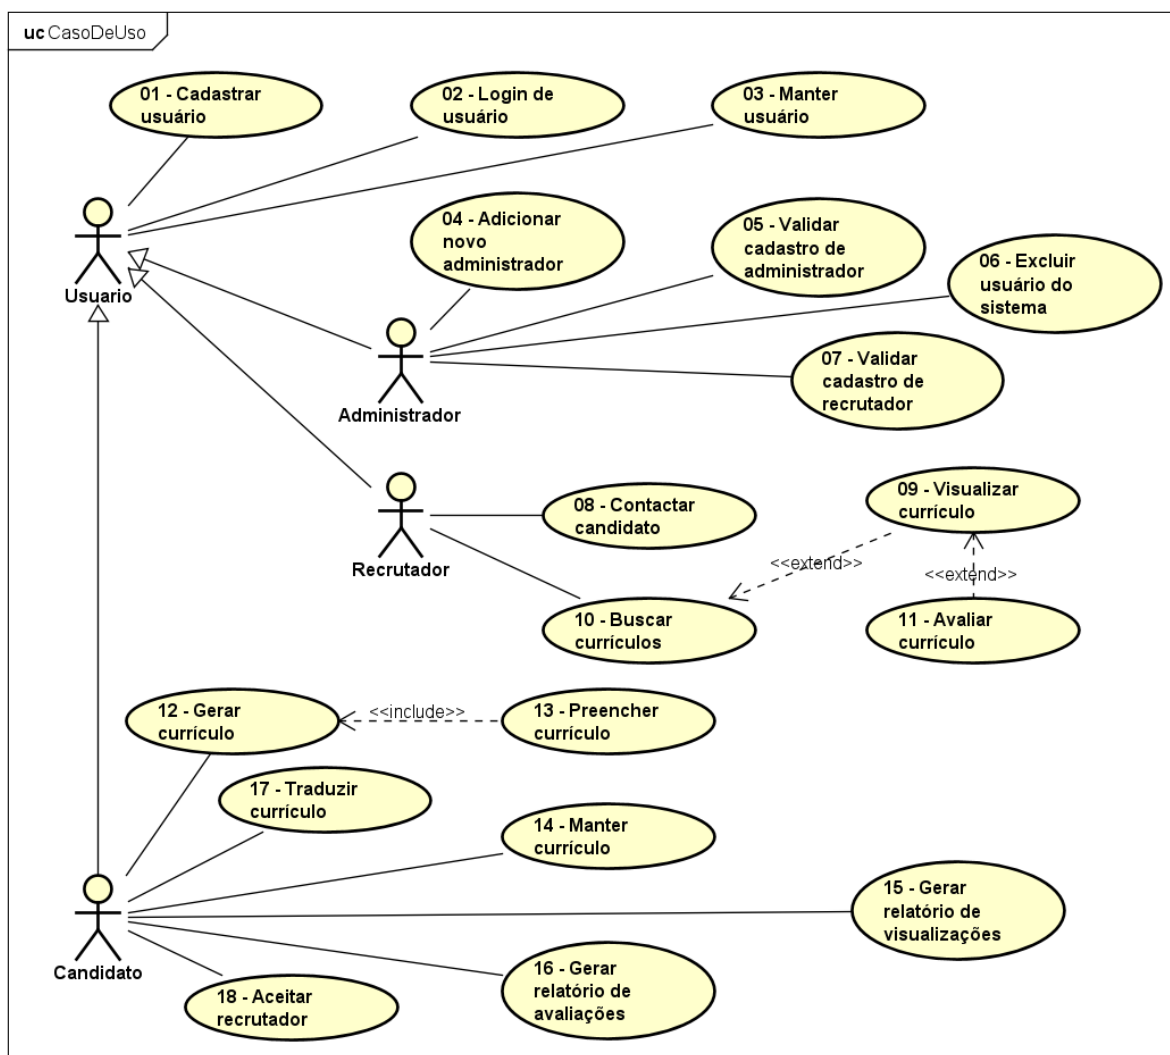 uc CasoDeUso
01 - Cadastrar
usuário
02 - Login de
usuário
03 - Manter
usuário
Usuario
04 - Adicionar
novo
administrador
05 - Validar
cadastro de
administrador
06 - Excluir
usuário do
sistema
07 - Validar
cadastro de
recrutador
Administrador
08 - Contactar
candidato
09 - Visualizar
currículo
Recrutador
<<extend>>
<<extend>>
10 - Buscar
currículos
11 - Avaliar
currículo
12 - Gerar
currículo
<<include>>
13 - Preencher
currículo
17 - Traduzir
currículo
14 - Manter
currículo
15 - Gerar
relatório de
visualizações
Candidato
16 - Gerar
relatório de
avaliações
18 - Aceitar
recrutador